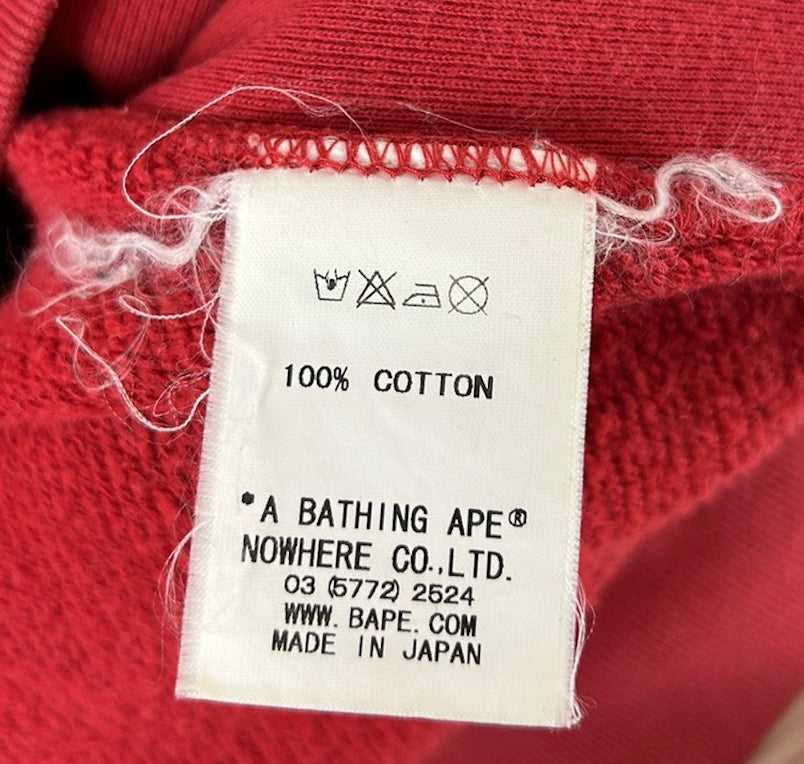 100% COTTON
*A BATHING APE®
NOWHERE CO.,LTD.
03 (5772) 2524
WWW. BAPE. COM
MADE IN JAPAN